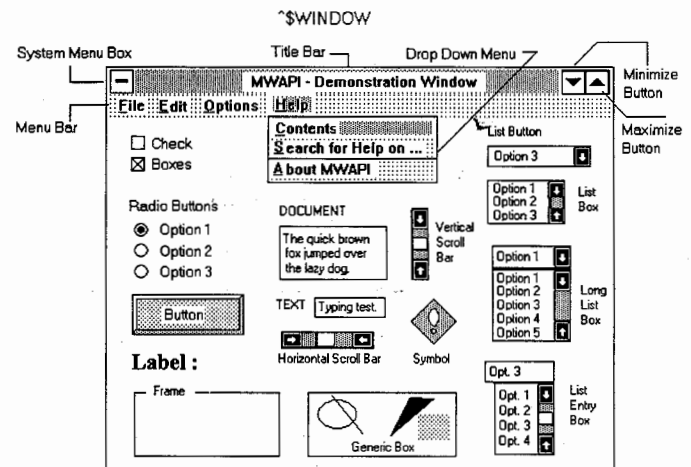 ^$WINDOW
System Menu Box
Title Bar
Drop Down Menu
MWAPI - Demonstration Window
Minimize
Button
File Edit Options Help
Menu Bar
Maximize
Button
Contents
Search for Help on ...
About MWAPI
Check
Boxes
List Button
Option 3
Option 1
Option 2
Option 3
List
Box
Radio Buttons
Option 1
Option 2
Option 3
DOCUMENT
The quick brown
fox jumped over
the lazy dog.
Vertical
Scroll
Bar
Option 1
Option 1
Option 2
Option 3
Option 4
Option 5
Long
List
Box
Button
TEXT Typing test.
Horizontal Scroll Bar
Symbol
Label :
Frame
Generic Box
Opt. 3
Opt. 1
Opt. 2
Opt. 3
Opt. 4
List
Entry
Box